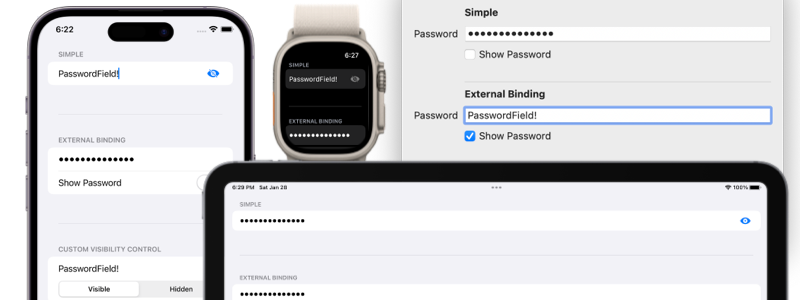 6:22
SIMPLE
PasswordField!
EXTERNAL BINDING
••••••••••••••
Show Password
CUSTOM VISIBILITY CONTROL
PasswordField!
Visible Hidden
6:27
SIMPLE
PasswordField!
EXTERNAL BINDING
••••••••••••••
Simple
Password ••••••••••••••
Show Password
External Binding
Password PasswordField!
Show Password
6:29 PM Sat Jan 28 100%
SIMPLE
••••••••••••••
EXTERNAL BINDING
••••••••••••••